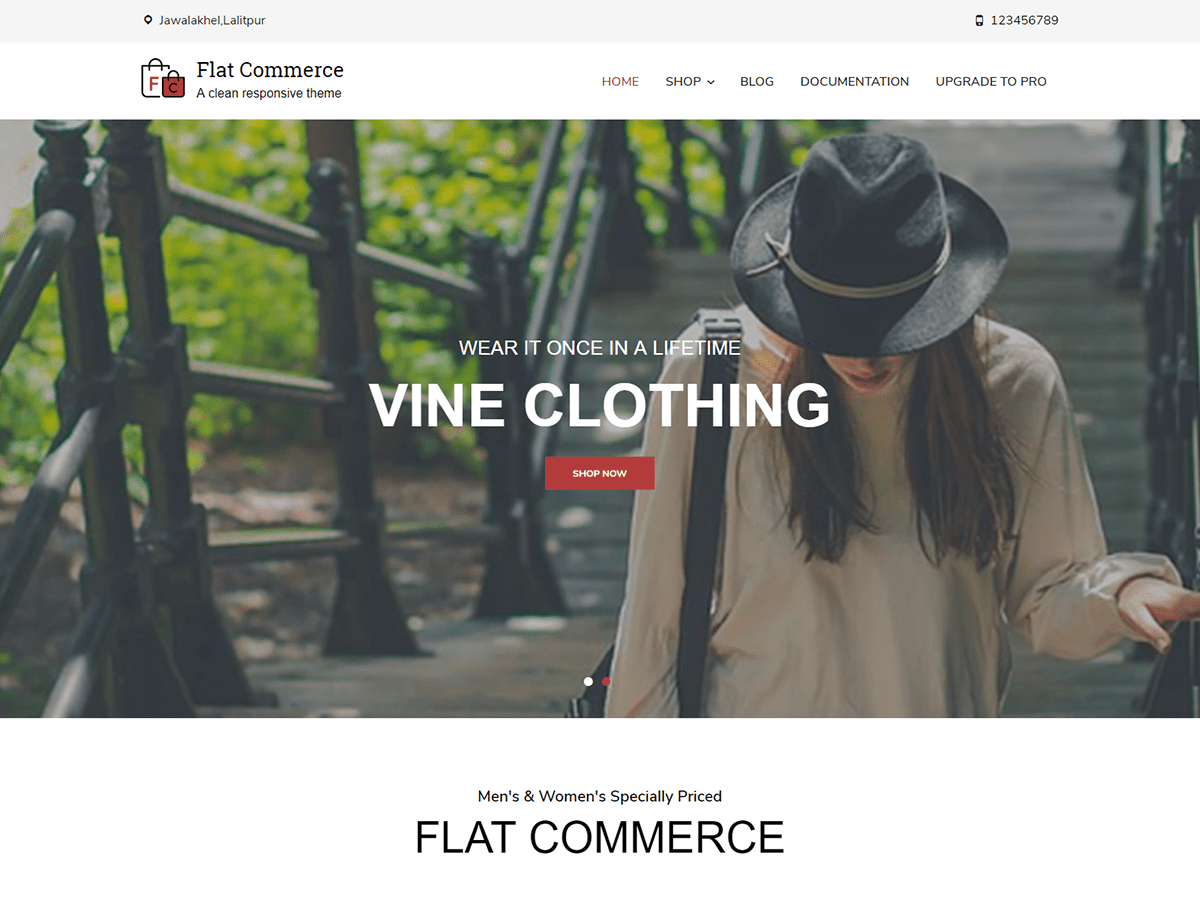 Jawalakhel,Lalitpur
123456789
FC
Flat Commerce
A clean responsive theme
HOME
SHOP
BLOG
DOCUMENTATION
UPGRADE TO PRO
WEAR IT ONCE IN A LIFETIME
VINE CLOTHING
SHOP NOW
Men's & Women's Specially Priced
FLAT COMMERCE